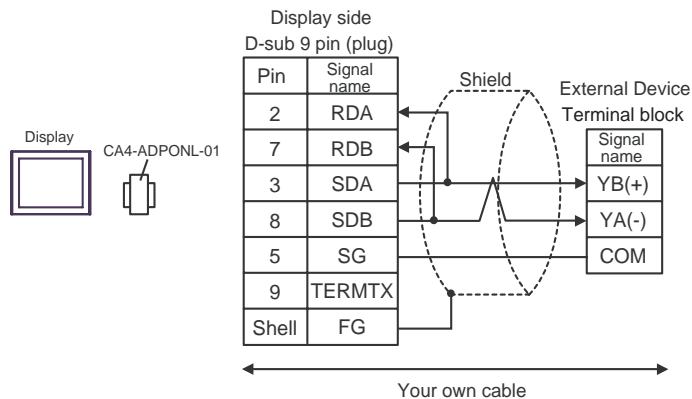 Display side
D-sub 9 pin (plug)
Pin
Signal
name
Shield
External Device
Terminal block
Signal
name
2
RDA
7
RDB
3
SDA
YB(+)
8
SDB
YA(-)
5
SG
COM
9
TERMTX
Shell
FG
Display
CA4-ADPONL-01
Your own cable